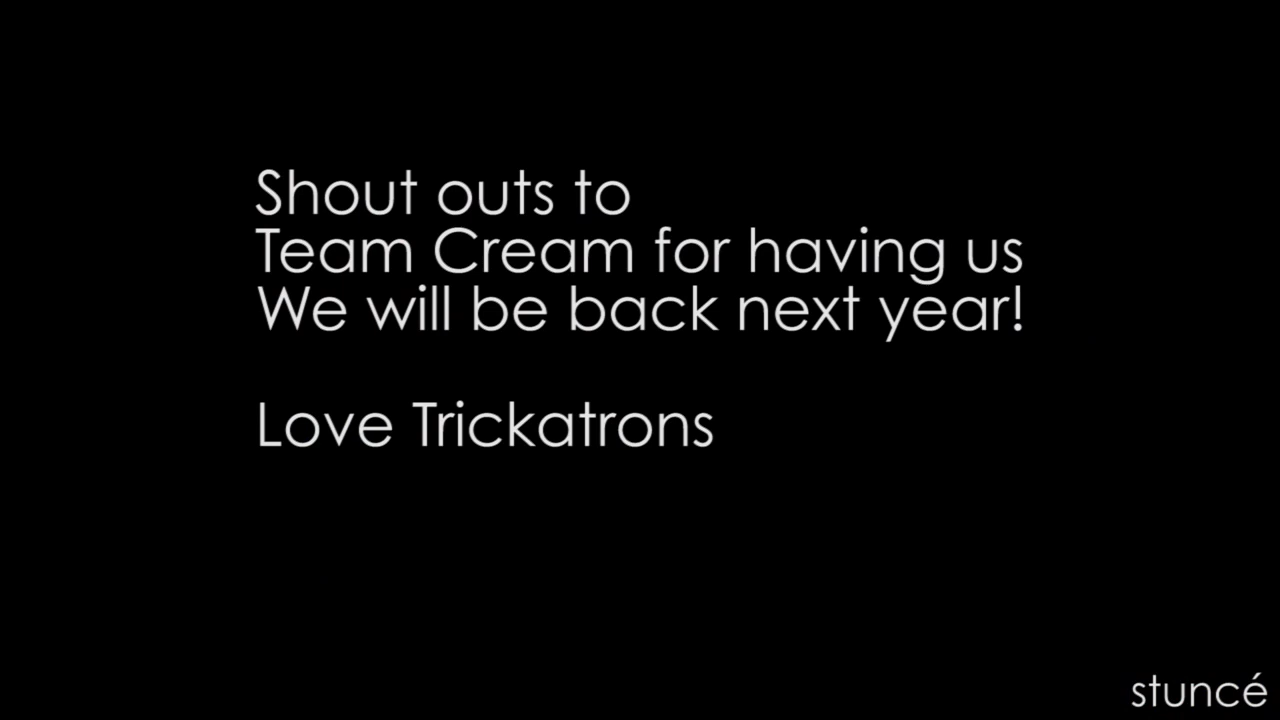 Shout outs to
Team Cream for having us
We will be back next year!
Love Trickatrons
stuncé